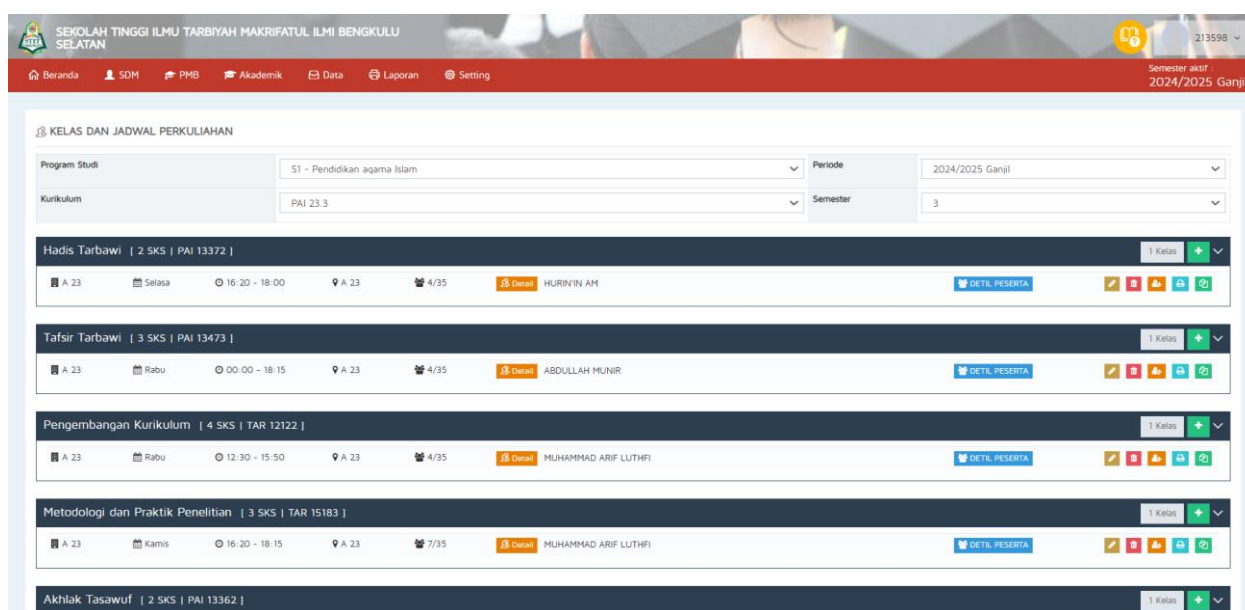 SEKOLAH TINGGI ILMU TARBIYAH MAKRIFATUL ILMI BENGKULU
SELATAN
213598
Beranda SDM PMB Akademik Data Laporan Setting
Semester aktif :
2024/2025 Ganji
KELAS DAN JADWAL PERKULIAHAN
Program Studi S1 - Pendidikan agama Islam Periode 2024/2025 Ganjil
Kurikulum PAI 23.3 Semester 3
Hadis Tarbawi [ 2 SKS | PAI 13372 ] 1 Kelas
A 23 Selasa 16:20 - 18:00 A 23 4/35 Detail HURIN'IN AM DETIL PESERTA
Tafsir Tarbawi [ 3 SKS | PAI 13473 ] 1 Kelas
A 23 Rabu 00:00 - 18:15 A 23 4/35 Detail ABDULLAH MUNIR DETIL PESERTA
Pengembangan Kurikulum [ 4 SKS | TAR 12122 ] 1 Kelas
A 23 Rabu 12:30 - 15:50 A 23 4/35 Detail MUHAMMAD ARIF LUTHFI DETIL PESERTA
Metodologi dan Praktik Penelitian [ 3 SKS | TAR 15183 ] 1 Kelas
A 23 Kamis 16:20 - 18:15 A 23 7/35 Detail MUHAMMAD ARIF LUTHFI DETIL PESERTA
Akhlak Tasawuf [ 2 SKS | PAI 13362 ] 1 Kelas